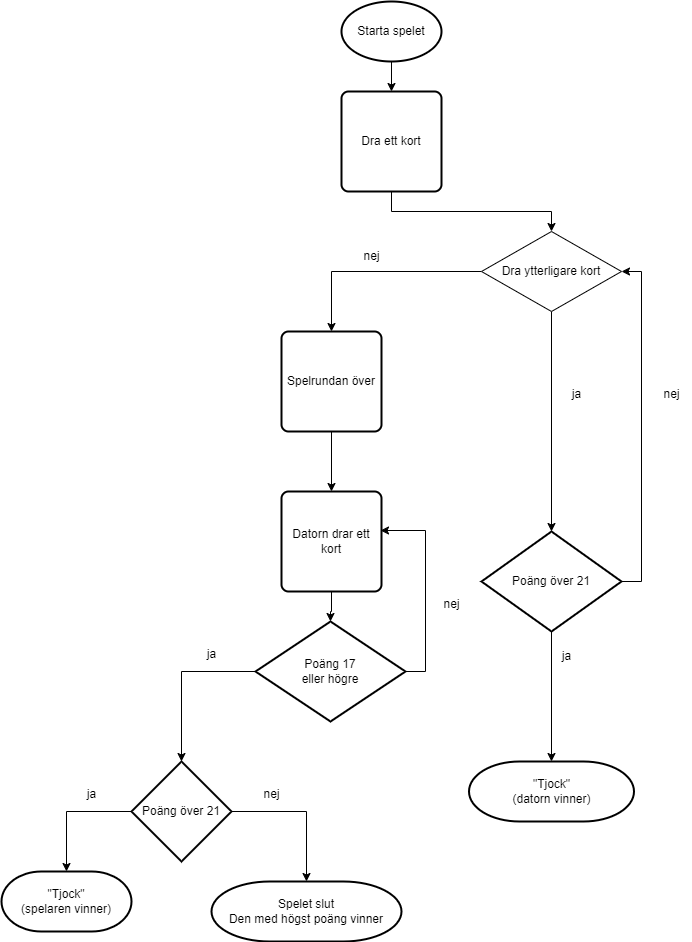 Starta spelet
Dra ett kort
nej
Dra ytterligare kort
Spelrundan över
ja
nej
Datorn drar ett
kort
Poäng över 21
nej
ja
Poäng 17
eller högre
ja
"Tjock"
(datorn vinner)
ja
nej
Poäng över 21
"Tjock"
(spelaren vinner)
Spelet slut
Den med högst poäng vinner